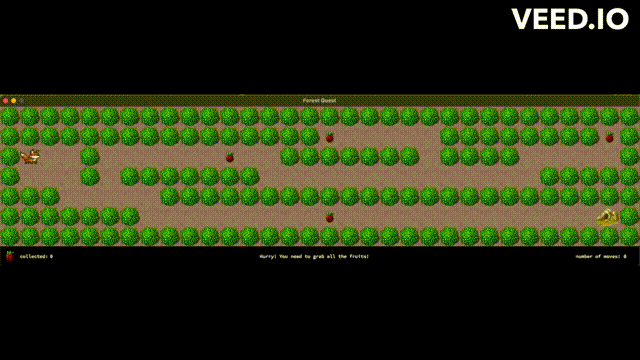 VEED.IO
Forest Quest
collected: 0
Hurry! You need to grab all the fruits!
number of moves: 0